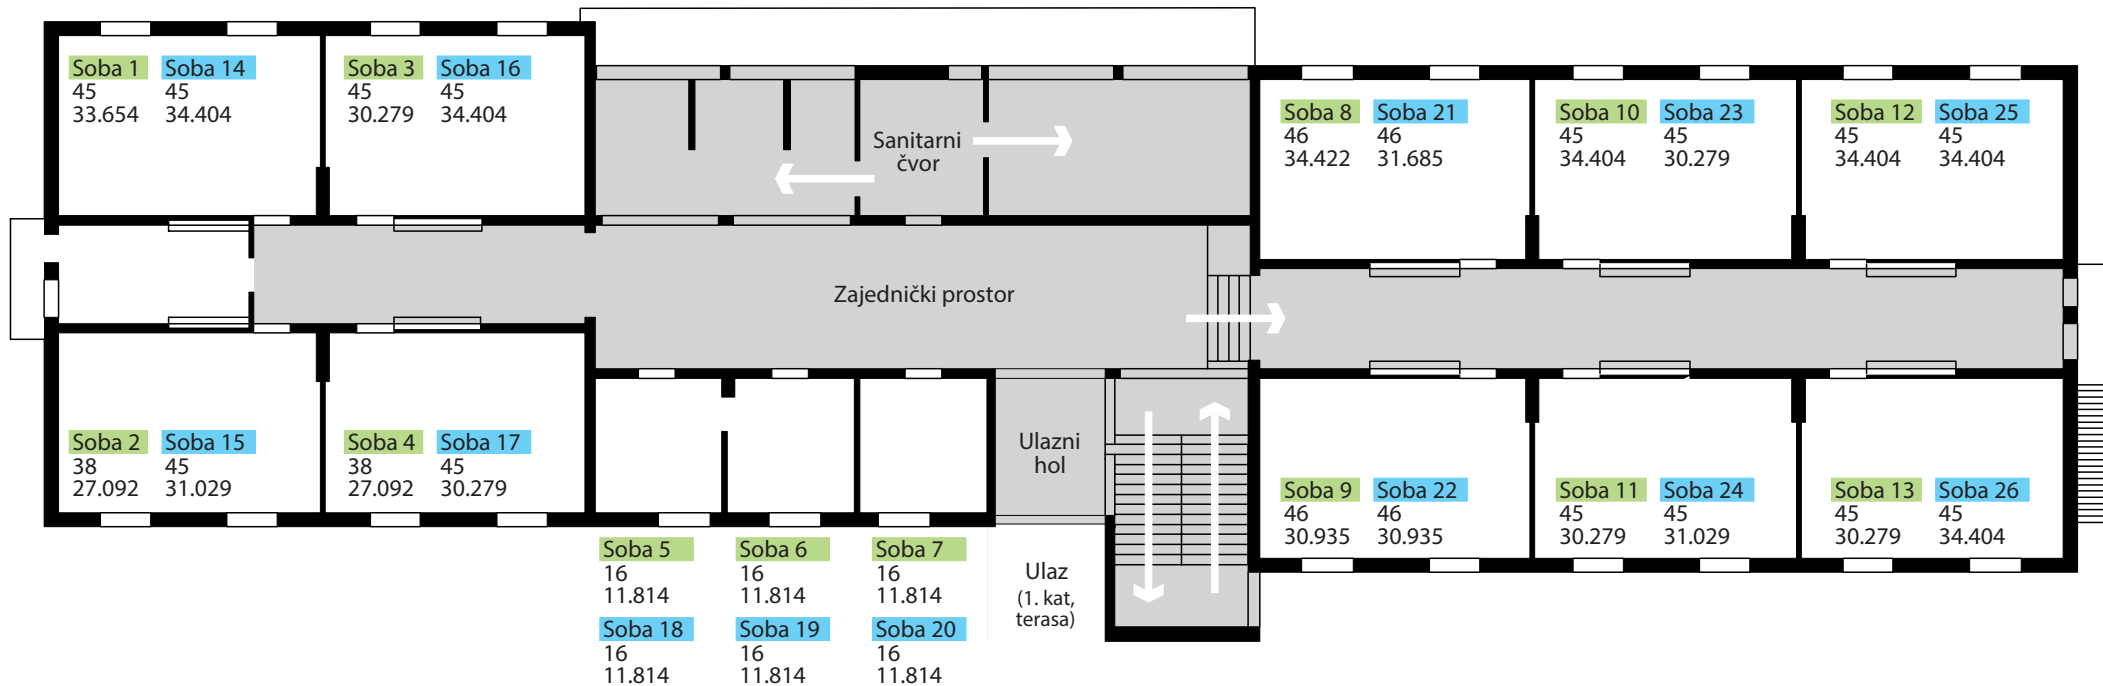 Soba 1 Soba 14
45 45
33.654 34.404
Soba 3 Soba 16
45 45
30.279 34.404
Sanitarni
čvor
Soba 8 Soba 21
46 46
34.422 31.685
Soba 10 Soba 23
45 45
34.404 30.279
Soba 12 Soba 25
45 45
34.404 34.404
Zajednički prostor
Soba 2 Soba 15
38 45
27.092 31.029
Soba 4 Soba 17
38 45
27.092 30.279
Ulazni
hol
Soba 9 Soba 22
46 46
30.935 30.935
Soba 11 Soba 24
45 45
30.279 31.029
Soba 13 Soba 26
45 45
30.279 34.404
Soba 5
16
11.814
Soba 6
16
11.814
Soba 7
16
11.814
Ulaz
(1. kat,
terasa)
Soba 18
16
11.814
Soba 19
16
11.814
Soba 20
16
11.814